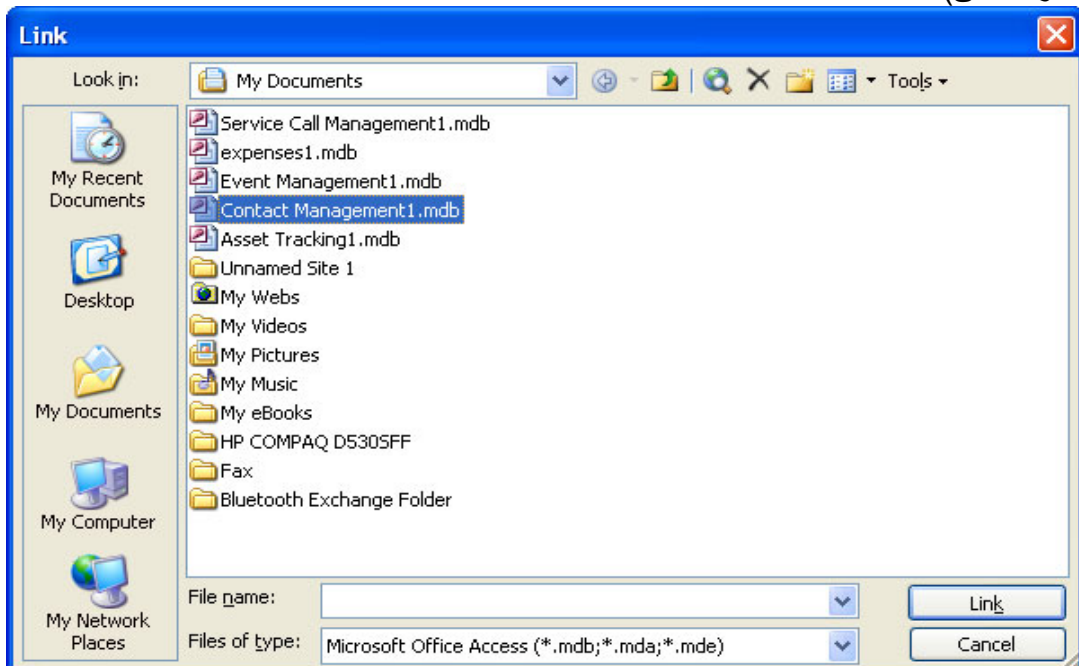 Link
Look in:
My Documents
Tools
Service Call Management1.mdb
expenses1.mdb
Event Management1.mdb
Contact Management1.mdb
Asset Tracking1.mdb
Unnamed Site 1
My Webs
My Videos
My Pictures
My Music
My eBooks
HP COMPAQ D530SFF
Fax
Bluetooth Exchange Folder
My Recent
Documents
Desktop
My Documents
My Computer
My Network
Places
File name:
Link
Files of type:
Microsoft Office Access (*.mdb;*.mda;*.mde)
Cancel